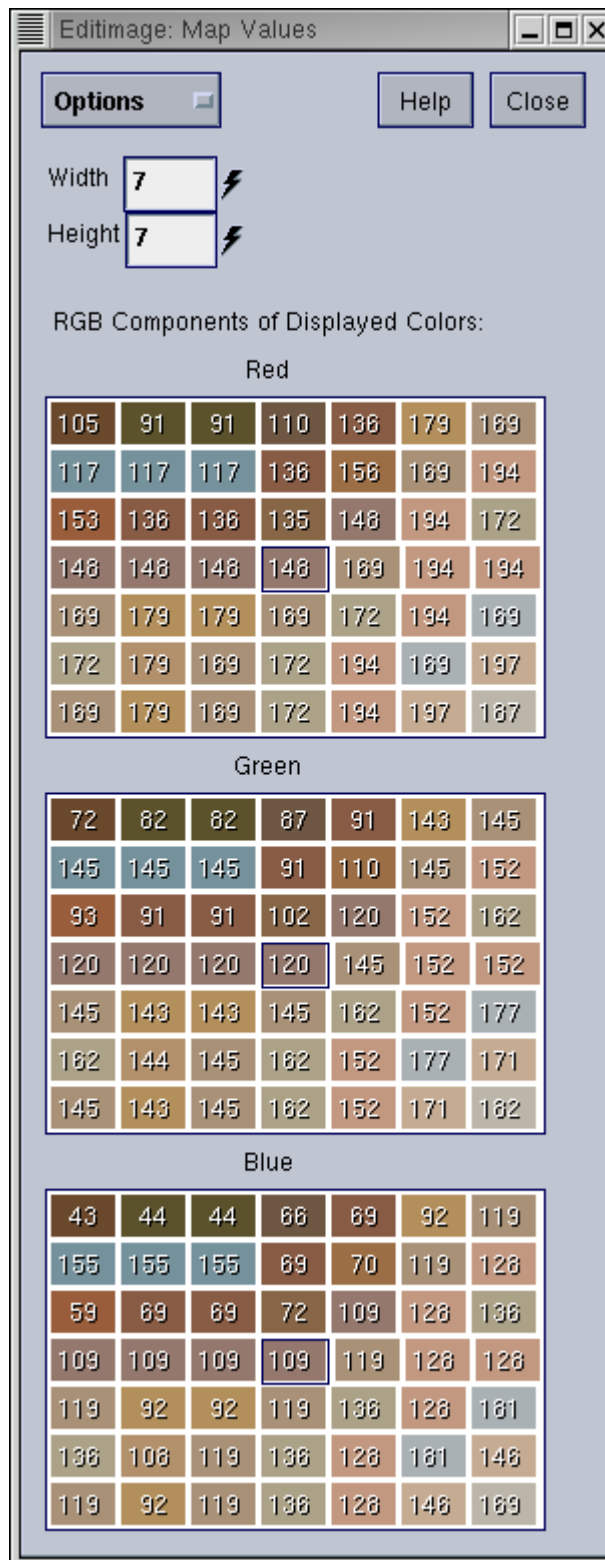 Editimage: Map Values
Options Help Close
Width 7
Height 7
RGB Components of Displayed Colors:
Red
105 91 91 110 136 179 169
117 117 117 136 156 169 194
153 136 136 135 148 194 172
148 148 148 148 169 194 194
169 179 179 169 172 194 169
172 179 169 172 194 169 197
169 179 169 172 194 197 187
Green
72 82 82 87 91 143 145
145 145 145 91 110 145 152
93 91 91 102 120 152 162
120 120 120 120 145 152 152
145 143 143 145 162 152 177
162 144 145 162 152 177 171
145 143 145 162 152 171 182
Blue
43 44 44 66 69 92 119
155 155 155 69 70 119 128
59 69 69 72 109 128 136
109 109 109 109 119 128 128
119 92 92 119 136 128 181
136 108 119 136 128 181 146
119 92 119 136 128 146 169